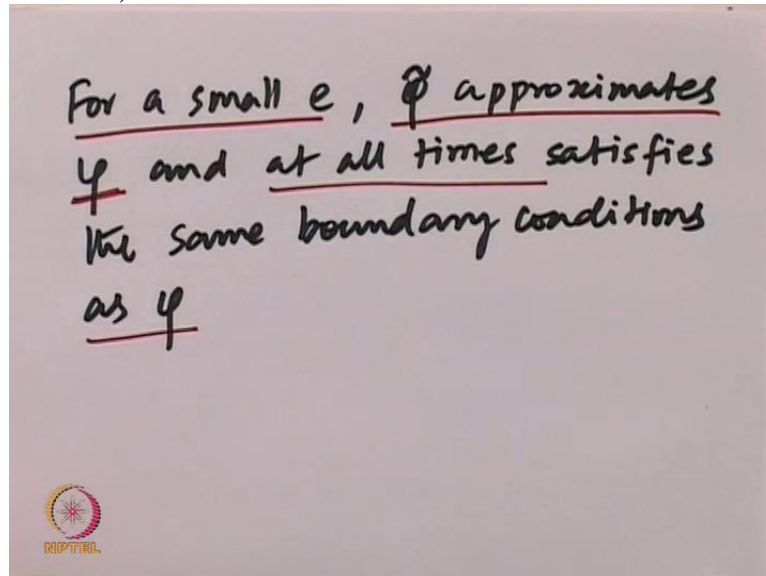 For a small e, φ̃ approximates
φ and at all times satisfies
the same boundary conditions
as φ
NPTEL